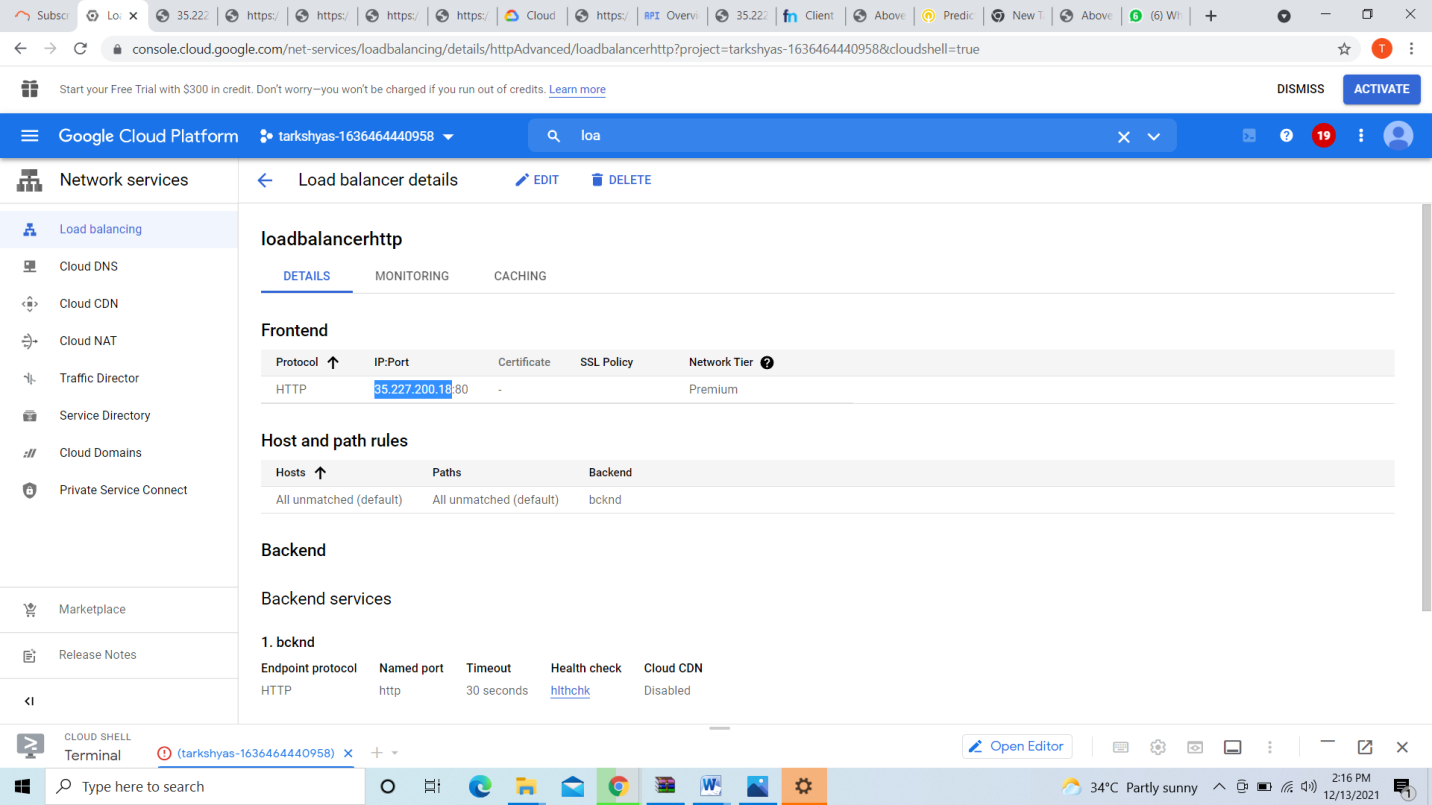 Subscr
Loa
35.222
https:/
https:/
https:/
https:/
Cloud
https:/
API Overvi
35.222
fn Client
Above
Predic
New T
Above
6 (6) Wh
console.cloud.google.com/net-services/loadbalancing/details/httpAdvanced/loadbalancerhttp?project=tarkshyas-1636464440958&cloudshell=true
T
Start your Free Trial with $300 in credit. Don't worry—you won't be charged if you run out of credits. Learn more
DISMISS
ACTIVATE
Google Cloud Platform
tarkshyas-1636464440958
loa
19
Network services
Load balancer details
EDIT
DELETE
Load balancing
Cloud DNS
Cloud CDN
Cloud NAT
Traffic Director
Service Directory
Cloud Domains
Private Service Connect
Marketplace
Release Notes
loadbalancerhttp
DETAILS MONITORING CACHING
Frontend
Protocol IP:Port Certificate SSL Policy Network Tier
HTTP 35.227.200.18:80 - Premium
Host and path rules
Hosts Paths Backend
All unmatched (default) All unmatched (default) bcknd
Backend
Backend services
1. bcknd
Endpoint protocol Named port Timeout Health check Cloud CDN
HTTP http 30 seconds hlthchk Disabled
CLOUD SHELL
Terminal
(tarkshyas-1636464440958)
Open Editor
Type here to search
34°C Partly sunny
2:16 PM
12/13/2021
1